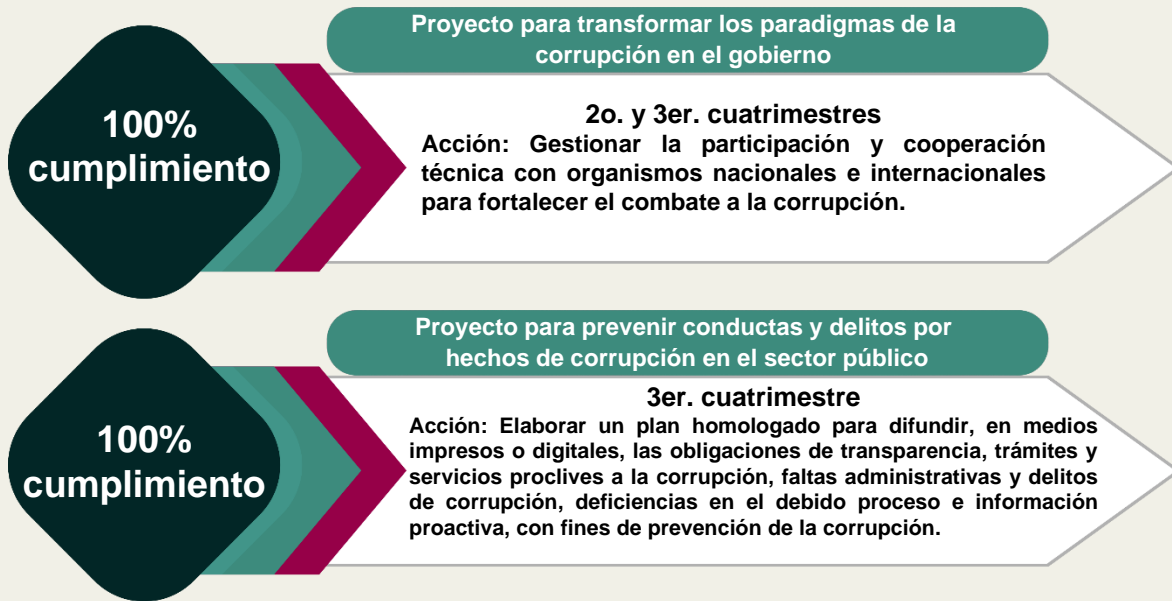 Proyecto para transformar los paradigmas de la
corrupción en el gobierno
100%
cumplimiento
2o. y 3er. cuatrimestres
Acción: Gestionar la participación y cooperación
técnica con organismos nacionales e internacionales
para fortalecer el combate a la corrupción.
Proyecto para prevenir conductas y delitos por
hechos de corrupción en el sector público
100%
cumplimiento
3er. cuatrimestre
Acción: Elaborar un plan homologado para difundir, en medios
impresos o digitales, las obligaciones de transparencia, trámites y
servicios proclives a la corrupción, faltas administrativas y delitos
de corrupción, deficiencias en el debido proceso e información
proactiva, con fines de prevención de la corrupción.